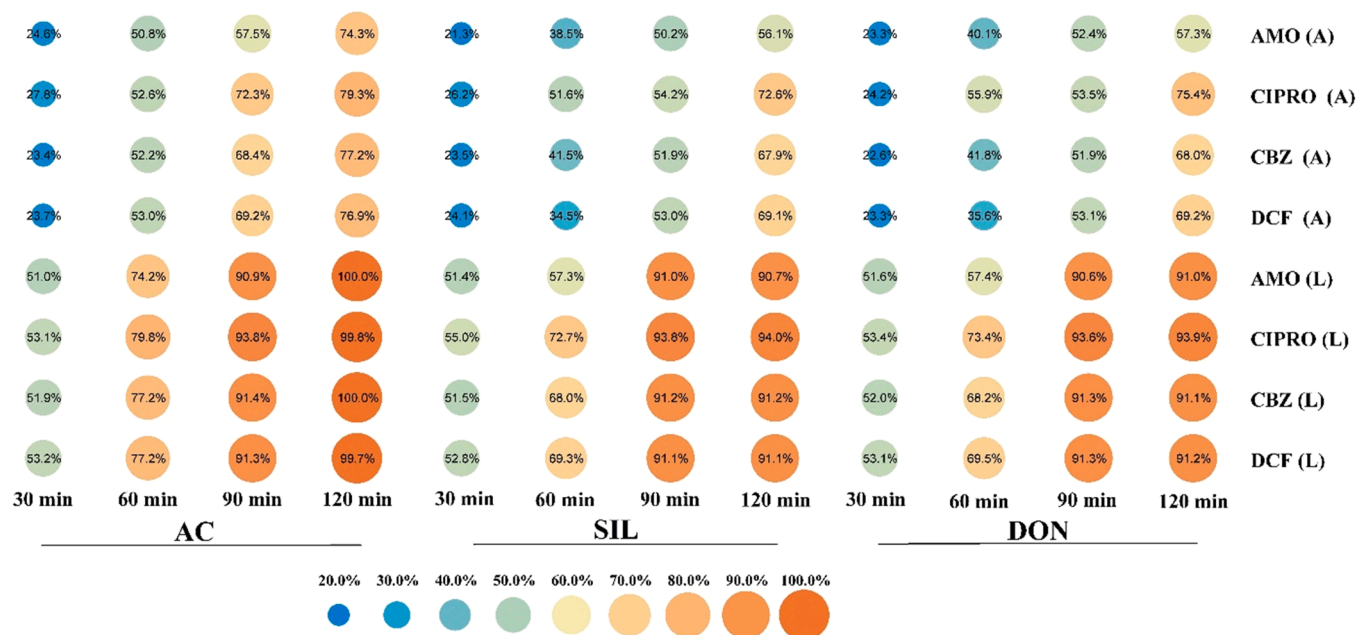 24.6% 50.8% 57.5% 74.3% 21.3% 38.5% 50.2% 56.1% 23.3% 40.1% 52.4% 57.3% AMO (A)
27.8% 52.6% 72.3% 79.3% 26.2% 51.6% 54.2% 72.6% 24.2% 55.9% 53.5% 75.4% CIPRO (A)
23.4% 52.2% 68.4% 77.2% 23.5% 41.5% 51.9% 67.9% 22.6% 41.8% 51.9% 68.0% CBZ (A)
23.7% 53.0% 69.2% 76.9% 24.1% 34.5% 53.0% 69.1% 23.3% 35.6% 53.1% 69.2% DCF (A)
51.0% 74.2% 90.9% 100.0% 51.4% 57.3% 91.0% 90.7% 51.6% 57.4% 90.6% 91.0% AMO (L)
53.1% 79.8% 93.8% 99.8% 55.0% 72.7% 93.8% 94.0% 53.4% 73.4% 93.6% 93.9% CIPRO (L)
51.9% 77.2% 91.4% 100.0% 51.5% 68.0% 91.2% 91.2% 52.0% 68.2% 91.3% 91.1% CBZ (L)
53.2% 77.2% 91.3% 99.7% 52.8% 69.3% 91.1% 91.1% 53.1% 69.5% 91.3% 91.2% DCF (L)
30 min 60 min 90 min 120 min 30 min 60 min 90 min 120 min 30 min 60 min 90 min 120 min
AC SIL DON
20.0% 30.0% 40.0% 50.0% 60.0% 70.0% 80.0% 90.0% 100.0%